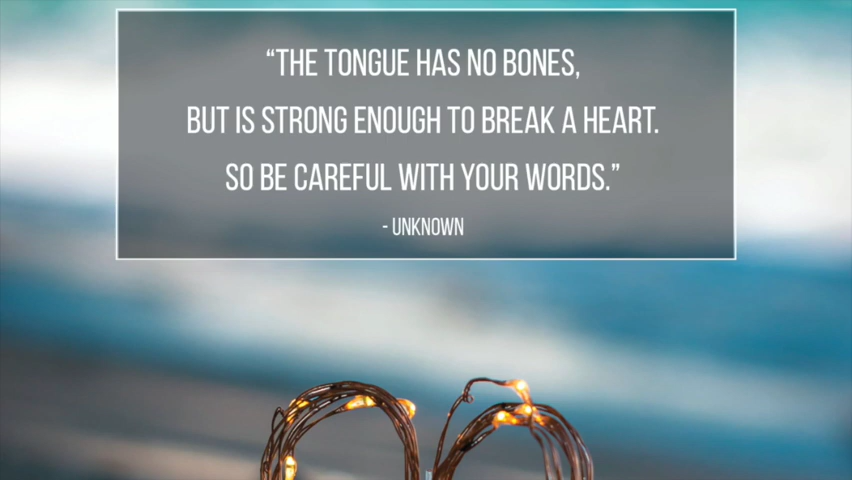 “THE TONGUE HAS NO BONES,
BUT IS STRONG ENOUGH TO BREAK A HEART.
SO BE CAREFUL WITH YOUR WORDS.”
- UNKNOWN